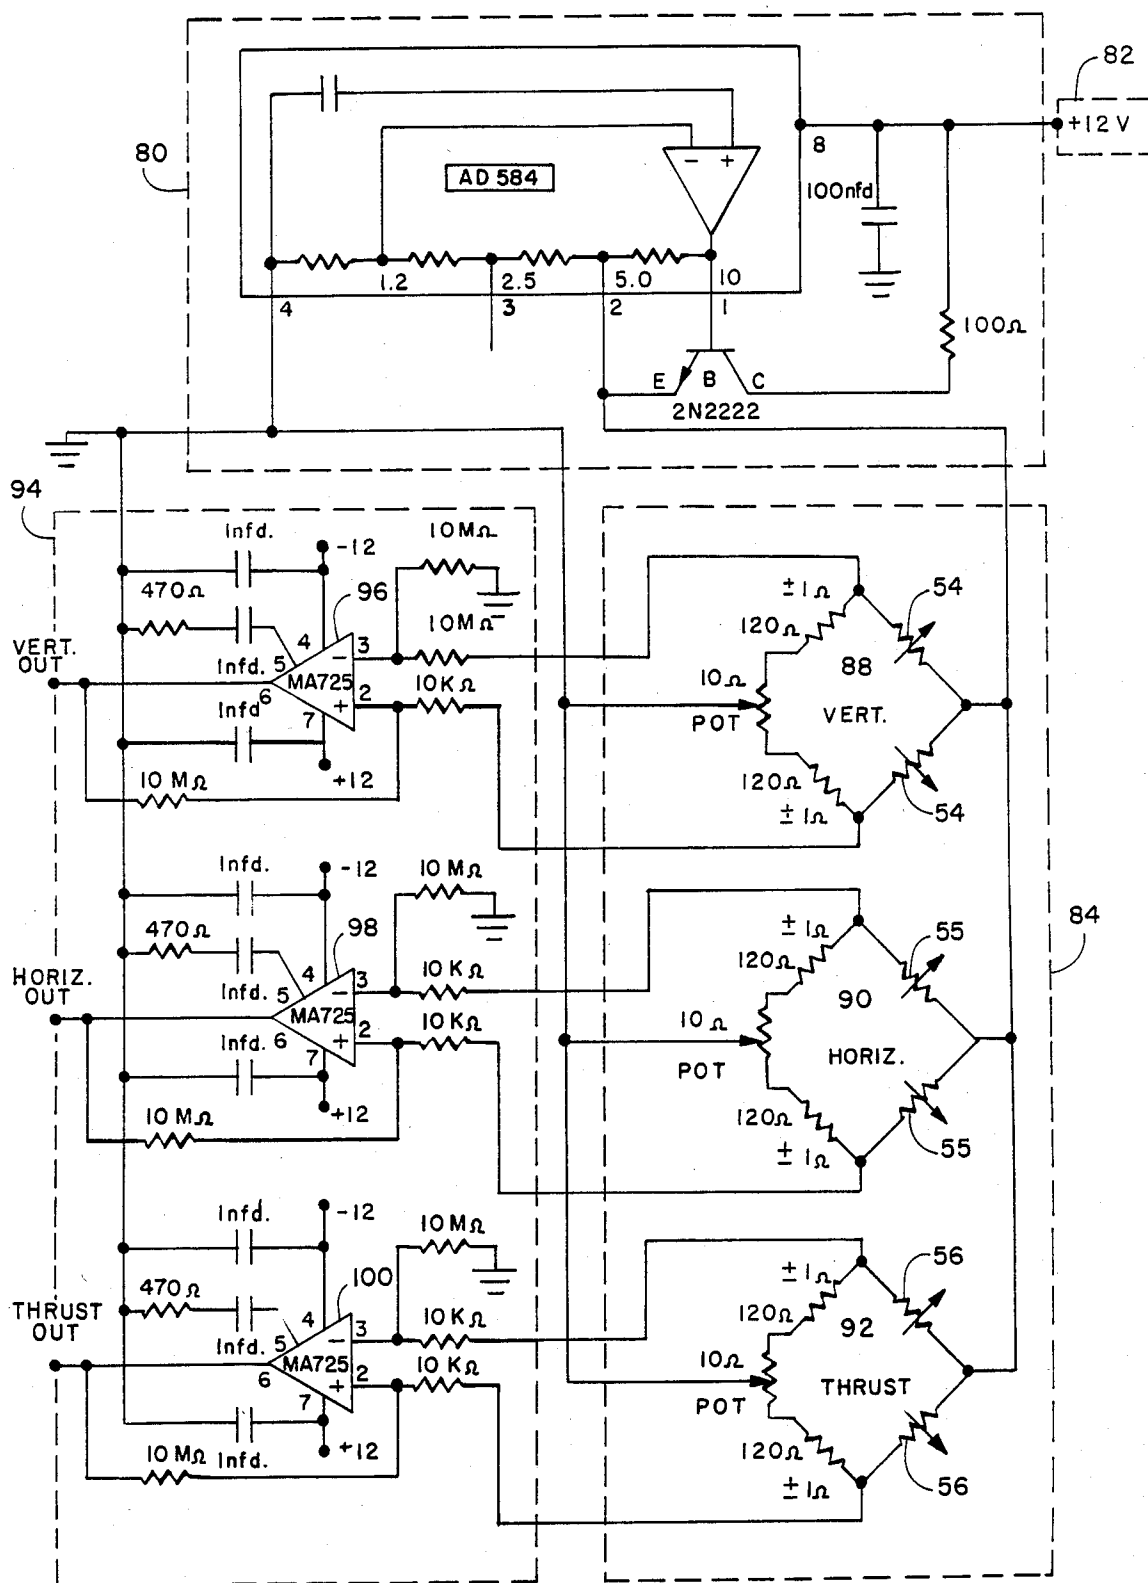 82
+12 V
80
8
AD 584
- +
100nfd
1.2 2.5 5.0 10
4 3 2 1
100Ω
E B C
2N2222
94
Infd. -12 10MΩ
470Ω 96
10MΩ
VERT. OUT
4 3 -
5 MA725
Infd.
6 2 +
7
10KΩ
Infd
+12
10 MΩ
±1Ω 54
120Ω
88
10Ω
POT VERT.
120Ω
±1Ω 54
Infd. -12 10 MΩ
470Ω 98
HORIZ. OUT
4 3 -
10 KΩ
Infd. 5 MA725
6 2 +
10 KΩ
Infd. 7
+12
10 MΩ
84
±1Ω 55
120Ω
90
10Ω
POT HORIZ.
120Ω
±1Ω 55
Infd. -12 10MΩ
470Ω 100
THRUST OUT
4 3 -
10 KΩ
Infd. 5 MA725
6 2 +
10 KΩ
7
+12
10 MΩ Infd.
±1Ω 56
120Ω
92
10Ω
POT THRUST
120Ω
±1Ω 56